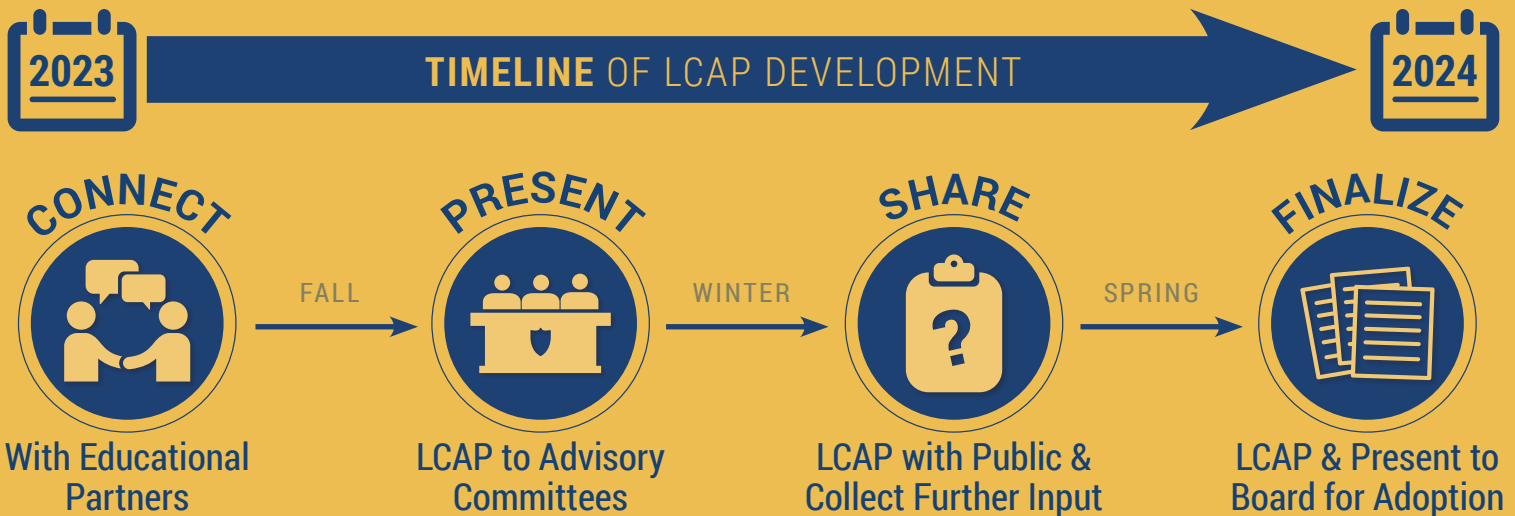 2023
TIMELINE OF LCAP DEVELOPMENT
2024
CONNECT
FALL
PRESENT
WINTER
SHARE
?
SPRING
FINALIZE
With Educational
Partners
LCAP to Advisory
Committees
LCAP with Public &
Collect Further Input
LCAP & Present to
Board for Adoption